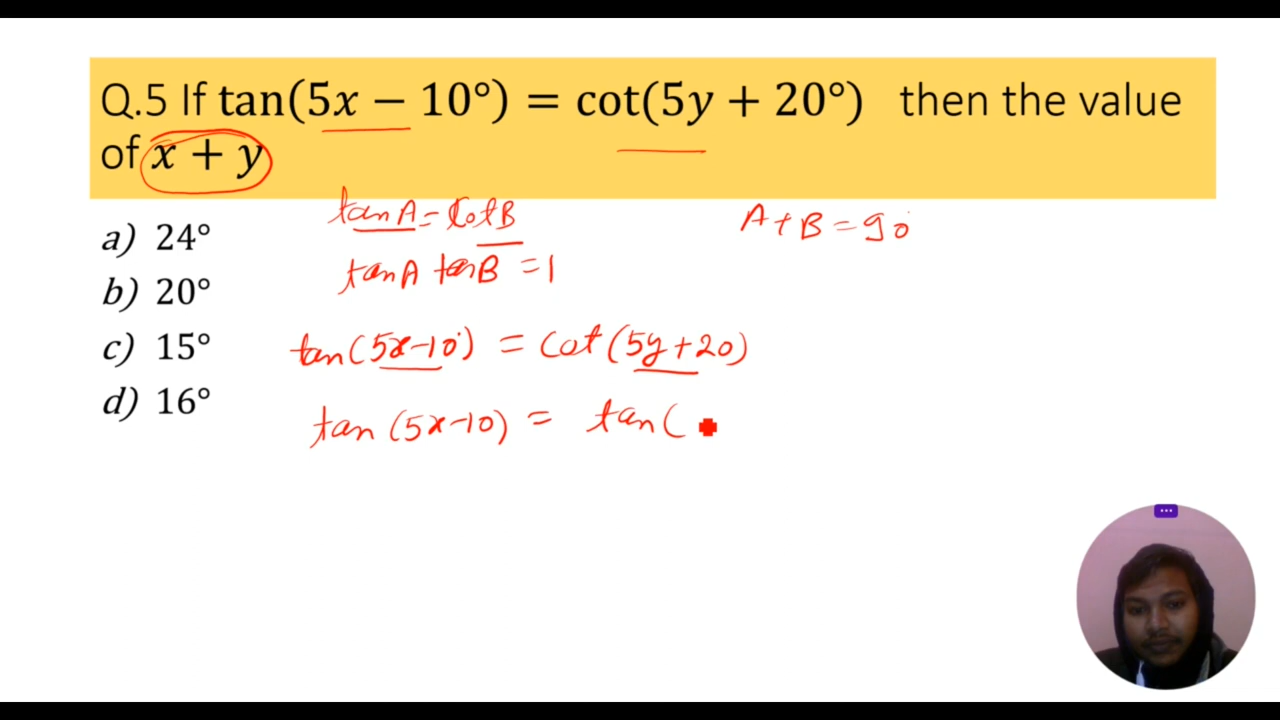 Q.5 If tan(5x − 10°) = cot(5y + 20°) then the value
of x + y
a) 24°
b) 20°
c) 15°
d) 16°
tanA = CotB
A + B = 90°
tanA tanB = 1
tan(5x-10°) = Cot(5y+20)
tan(5x-10) = tan(